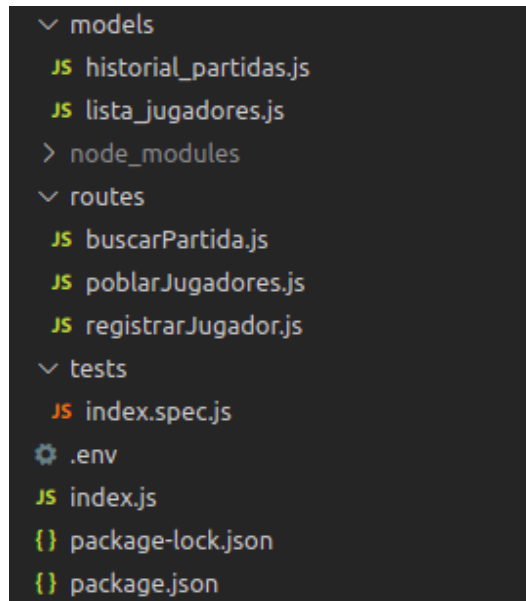 models
JS historial_partidas.js
JS lista_jugadores.js
node_modules
routes
JS buscarPartida.js
JS poblarJugadores.js
JS registrarJugador.js
tests
JS index.spec.js
.env
JS index.js
{} package-lock.json
{} package.json